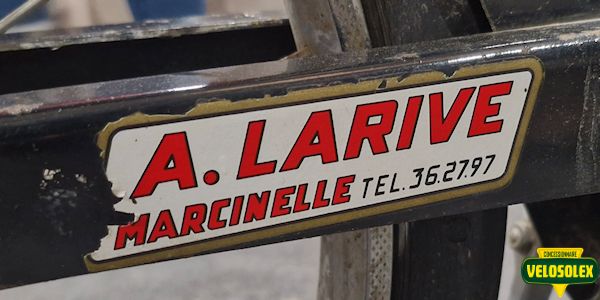 A. LARIVE
MARCINELLE TEL. 36.27.97
CONCESSIONNAIRE
VELOSOLEX